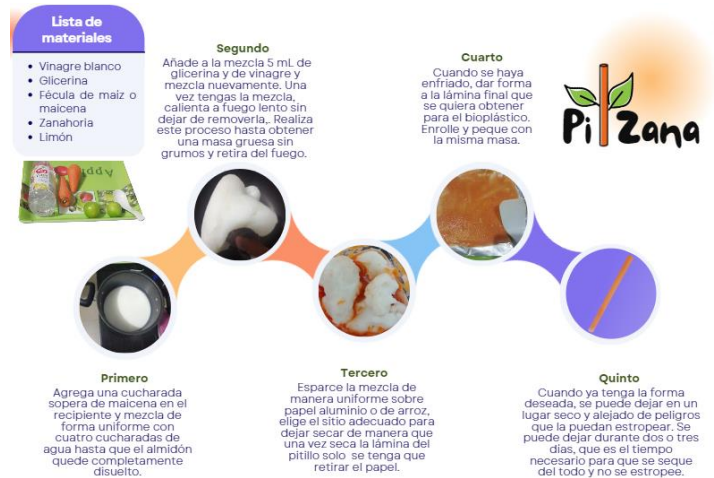 Lista de
materiales
Vinagre blanco
Glicerina
Fécula de maíz o
maicena
Zanahoria
Limón
Segundo
Añade a la mezcla 5 mL de
glicerina y de vinagre y
mezcla nuevamente. Una
vez tengas la mezcla,
calienta a fuego lento sin
dejar de removerla,. Realiza
este proceso hasta obtener
una masa gruesa sin
grumos y retira del fuego.
Cuarto
Cuando se haya
enfriado, dar forma
a la lámina final que
se quiera obtener
para el bioplástico.
Enrolle y peque con
la misma masa.
Pi Zana
Primero
Agrega una cucharada
sopera de maicena en el
recipiente y mezcla de
forma uniforme con
cuatro cucharadas de
agua hasta que el almidón
quede completamente
disuelto.
Tercero
Esparce la mezcla de
manera uniforme sobre
papel aluminio o de arroz,
elige el sitio adecuado para
dejar secar de manera que
una vez seca la lámina del
pitillo solo se tenga que
retirar el papel.
Quinto
Cuando ya tenga la forma
deseada, se puede dejar en un
lugar seco y alejado de peligros
que la puedan estropear. Se
puede dejar durante dos o tres
días, que es el tiempo
necesario para que se seque
del todo y no se estropee.